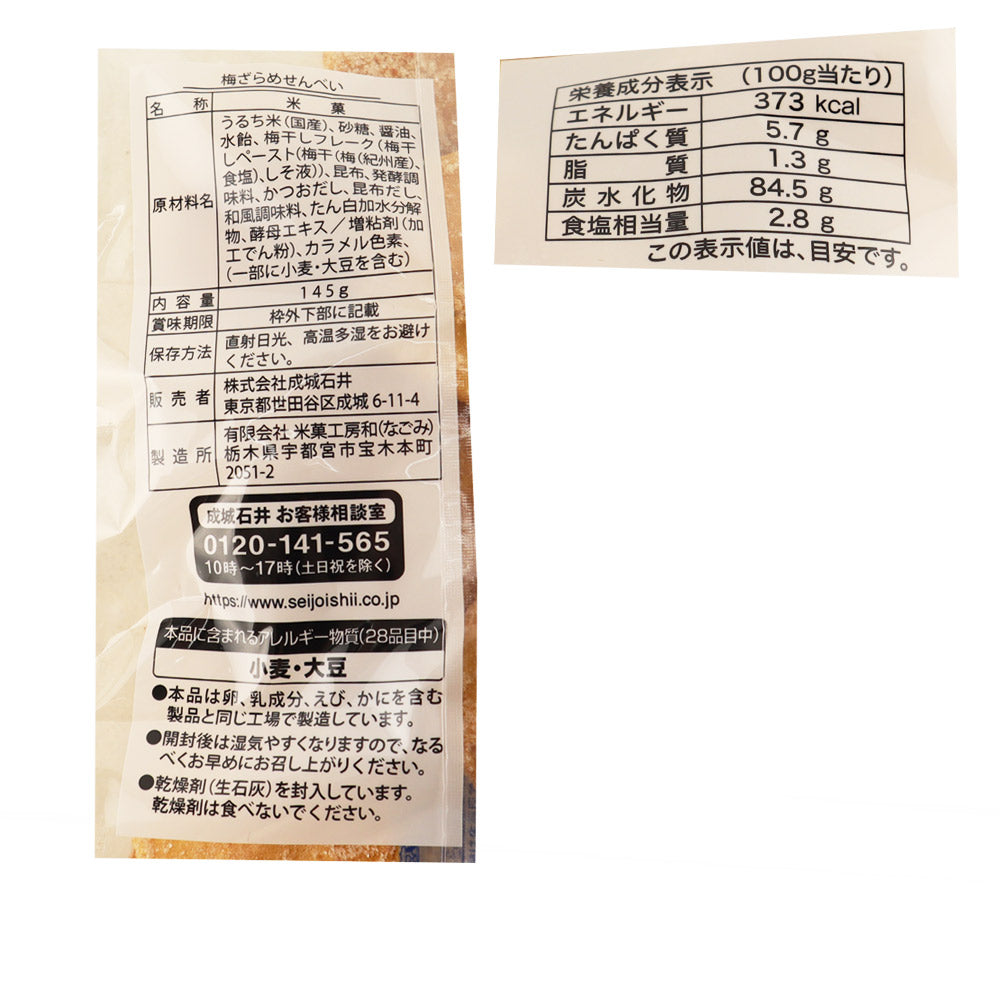 梅ざらめせんべい
名称 米菓
原材料名 うるち米(国産)、砂糖、醤油、
水飴、梅干しフレーク(梅干
しペースト(梅干(梅(紀州産)、
食塩)、しそ液))、昆布、発酵調
味料、かつおだし、昆布だし、
和風調味料、たん白加水分解
物、酵母エキス/増粘剤(加
工でん粉)、カラメル色素、
(一部に小麦・大豆を含む)
内容量 145g
賞味期限 枠外下部に記載
保存方法 直射日光、高温多湿をお避け
ください。
販売者 株式会社成城石井
東京都世田谷区成城 6-11-4
製造所 有限会社 米菓工房和(なごみ)
栃木県宇都宮市宝木本町
2051-2
成城石井 お客様相談室
0120-141-565
10時～17時(土日祝を除く)
https://www.seijoishii.co.jp
本品に含まれるアレルギー物質(28品目中)
小麦・大豆
●本品は卵、乳成分、えび、かにを含む
製品と同じ工場で製造しています。
●開封後は湿気やすくなりますので、なる
べくお早めにお召し上がりください。
●乾燥剤(生石灰)を封入しています。
乾燥剤は食べないでください。
栄養成分表示 (100g当たり)
エネルギー 373 kcal
たんぱく質 5.7 g
脂質 1.3 g
炭水化物 84.5 g
食塩相当量 2.8 g
この表示値は、目安です。